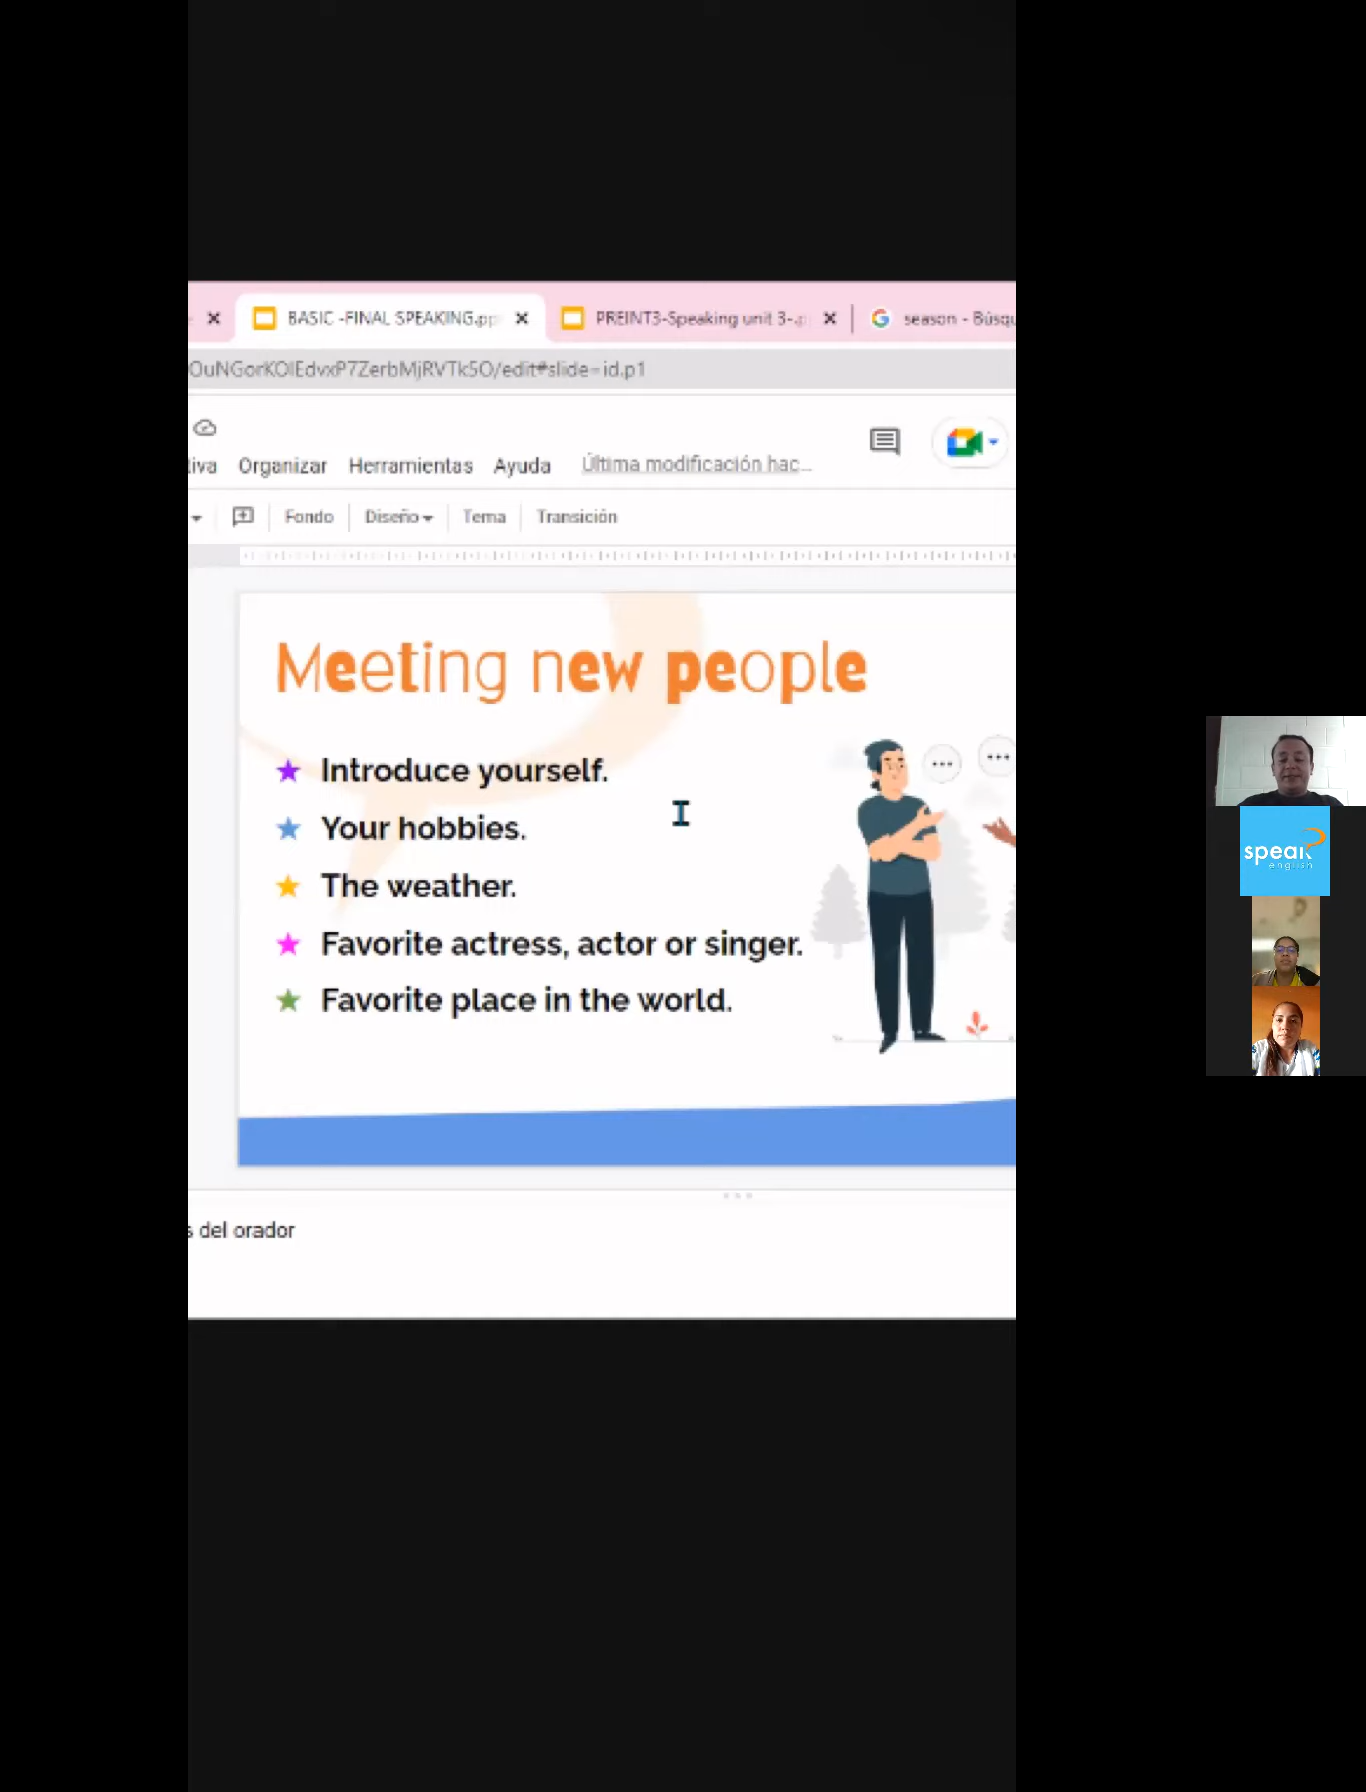 BASIC -FINAL SPEAKING.pp
PREINT3-Speaking unit 3-.p
season - Búsqu
OuNGorKOIEdvxP7ZerbMjRVTk5O/edit#slide=id.p1
tiva Organizar Herramientas Ayuda Última modificación hac...
Fondo Diseño Tema Transición
Meeting new people
Introduce yourself.
Your hobbies.
The weather.
Favorite actress, actor or singer.
Favorite place in the world.
s del orador
speak
english